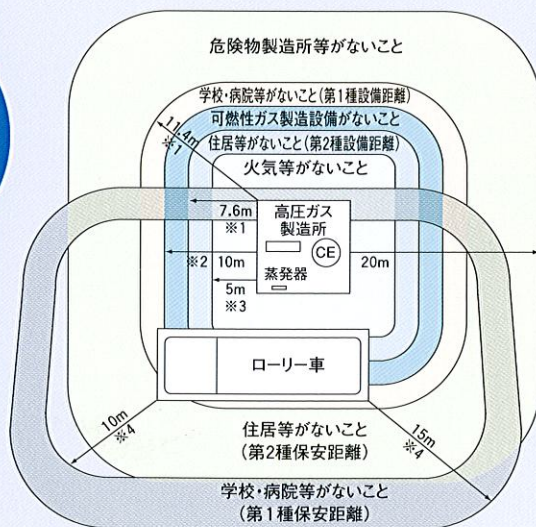 危険物製造所等がないこと
学校・病院等がないこと(第1種設備距離)
可燃性ガス製造設備がないこと
11.4m
※1
住居等がないこと(第2種設備距離)
火気等がないこと
7.6m
※1
高圧ガス
製造所
CE
※2
10m
20m
蒸発器
5m
※3
ローリー車
10m
※4
15m
※4
住居等がないこと
(第2種保安距離)
学校・病院等がないこと
(第1種保安距離)